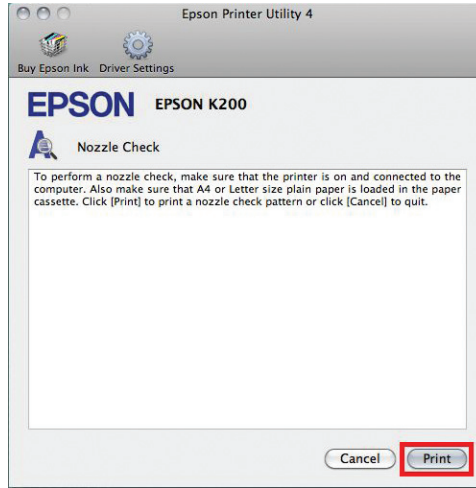 Epson Printer Utility 4
Buy Epson Ink Driver Settings
EPSON EPSON K200
Nozzle Check
To perform a nozzle check, make sure that the printer is on and connected to the
computer. Also make sure that A4 or Letter size plain paper is loaded in the paper
cassette. Click [Print] to print a nozzle check pattern or click [Cancel] to quit.
Cancel Print